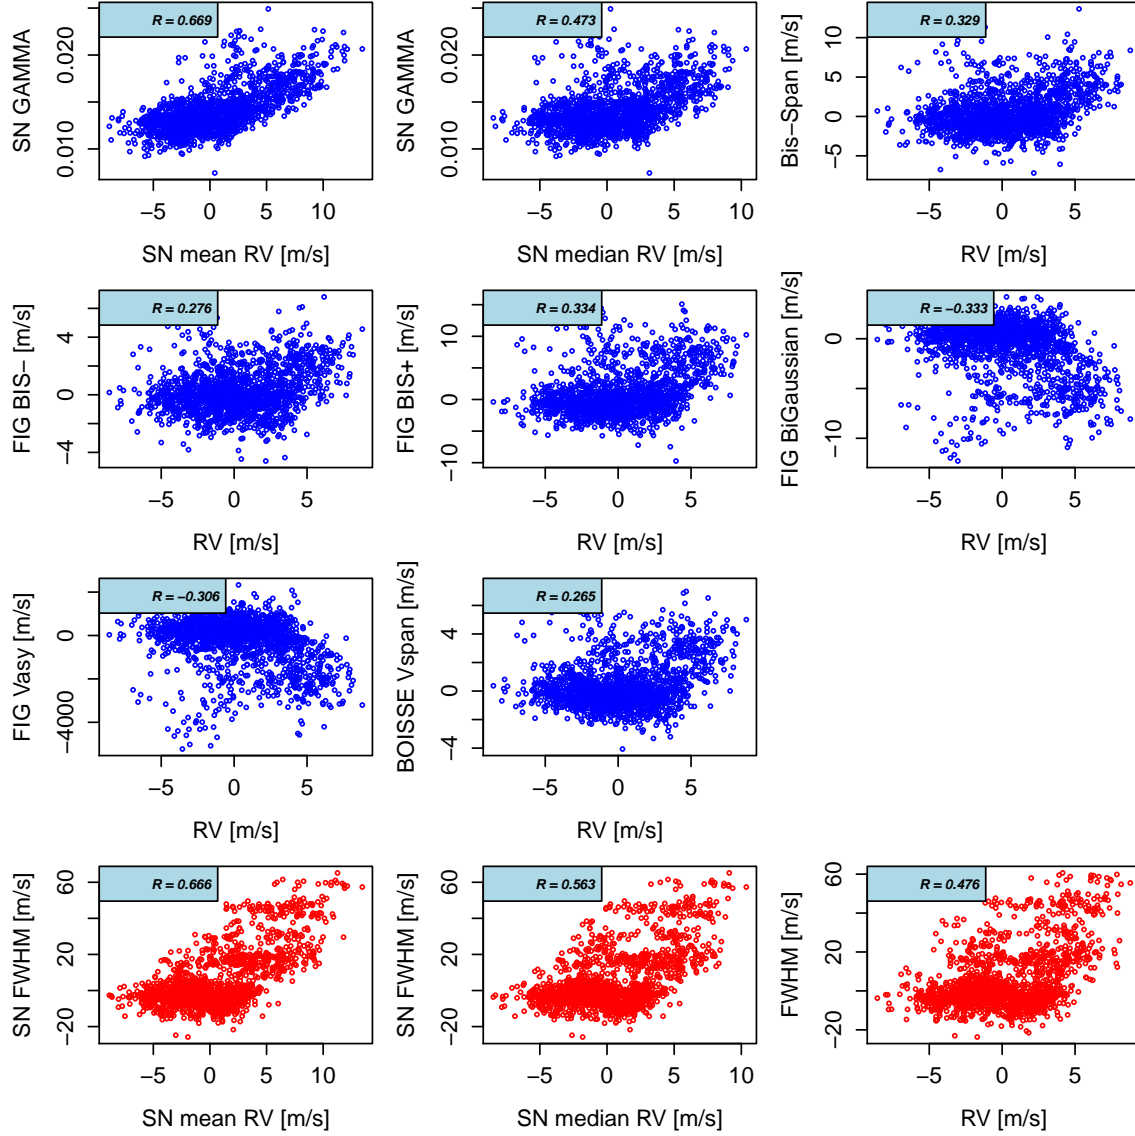 R = 0.669
SN GAMMA
0.010 0.020
−5 0 5 10
SN mean RV [m/s]
R = 0.473
SN GAMMA
0.010 0.020
−5 0 5 10
SN median RV [m/s]
R = 0.329
Bis−Span [m/s]
−5 0 5 10
−5 0 5
RV [m/s]
R = 0.276
FIG BIS− [m/s]
−4 0 4
−5 0 5
RV [m/s]
R = 0.334
FIG BIS+ [m/s]
−10 0 10
−5 0 5
RV [m/s]
R = −0.333
FIG BiGaussian [m/s]
−10 0
−5 0 5
RV [m/s]
R = −0.306
FIG Vasy [m/s]
−4000 0
−5 0 5
RV [m/s]
R = 0.265
BOISSE Vspan [m/s]
−4 0 4
−5 0 5
RV [m/s]
R = 0.666
SN FWHM [m/s]
−20 20 60
−5 0 5 10
SN mean RV [m/s]
R = 0.563
SN FWHM [m/s]
−20 20 60
−5 0 5 10
SN median RV [m/s]
R = 0.476
FWHM [m/s]
−20 20 60
−5 0 5
RV [m/s]